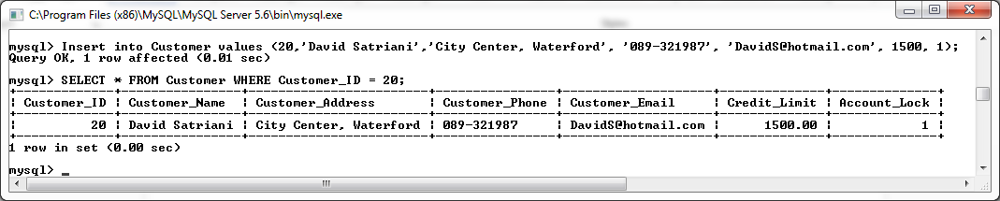 C:\Program Files (x86)\MySQL\MySQL Server 5.6\bin\mysql.exe
mysql> Insert into Customer values (20,'David Satriani','City Center, Waterford', '089-321987', 'DavidS@hotmail.com', 1500, 1);
Query OK, 1 row affected (0.01 sec)
mysql> SELECT * FROM Customer WHERE Customer_ID = 20;
+-------------+----------------+------------------------+----------------+--------------------+--------------+--------------+
| Customer_ID | Customer_Name | Customer_Address | Customer_Phone | Customer_Email | Credit_Limit | Account_Lock |
+-------------+----------------+------------------------+----------------+--------------------+--------------+--------------+
| 20 | David Satriani | City Center, Waterford | 089-321987 | DavidS@hotmail.com | 1500.00 | 1 |
+-------------+----------------+------------------------+----------------+--------------------+--------------+--------------+
1 row in set (0.00 sec)
mysql> _